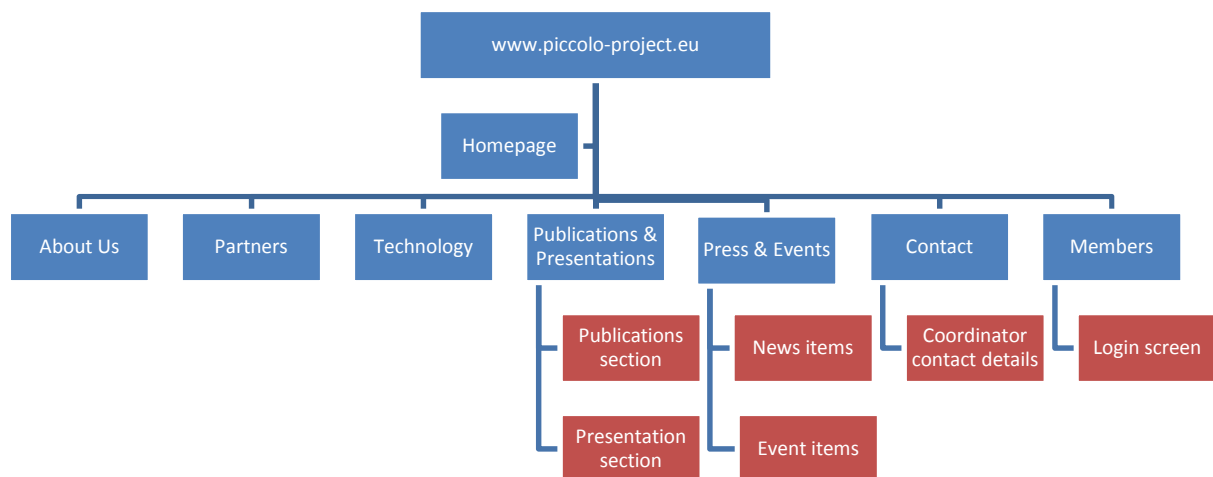 www.piccolo-project.eu
Homepage
About Us
Partners
Technology
Publications &
Presentations
Press & Events
Contact
Members
Publications
section
News items
Coordinator
contact details
Login screen
Presentation
section
Event items